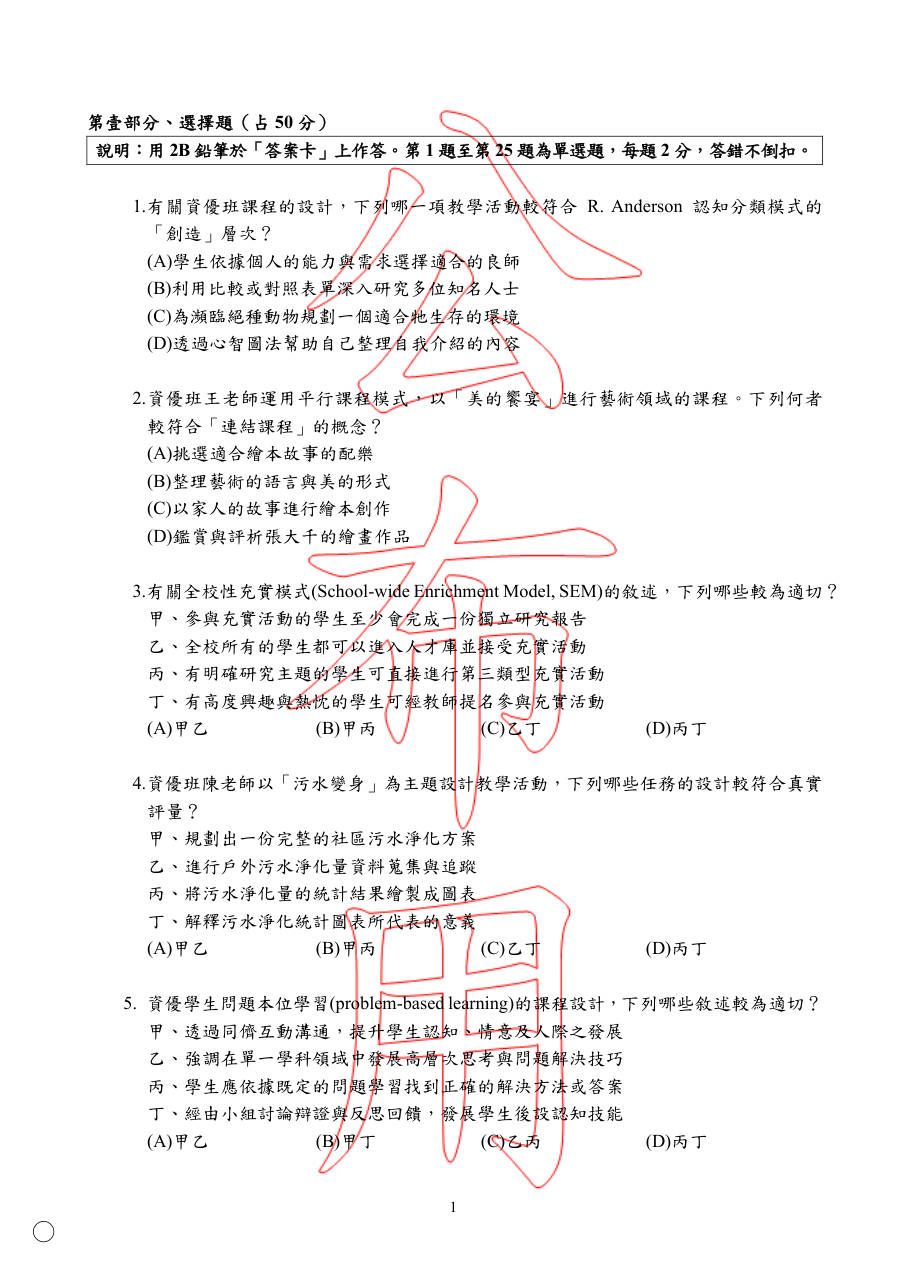 第壹部分、選擇題（占 50 分）
說明：用 2B 鉛筆於「答案卡」上作答。第 1 題至第 25 題為單選題，每題 2 分，答錯不倒扣。
1.有關資優班課程的設計，下列哪一項教學活動較符合 R. Anderson 認知分類模式的
「創造」層次？
(A)學生依據個人的能力與需求選擇適合的良師
(B)利用比較或對照表單深入研究多位知名人士
(C)為瀕臨絕種動物規劃一個適合牠生存的環境
(D)透過心智圖法幫助自己整理自我介紹的內容
2.資優班王老師運用平行課程模式，以「美的饗宴」進行藝術領域的課程。下列何者
較符合「連結課程」的概念？
(A)挑選適合繪本故事的配樂
(B)整理藝術的語言與美的形式
(C)以家人的故事進行繪本創作
(D)鑑賞與評析張大千的繪畫作品
3.有關全校性充實模式(School-wide Enrichment Model, SEM)的敘述，下列哪些較為適切？
甲、參與充實活動的學生至少會完成一份獨立研究報告
乙、全校所有的學生都可以進入人才庫並接受充實活動
丙、有明確研究主題的學生可直接進行第三類型充實活動
丁、有高度興趣與熱忱的學生可經教師提名參與充實活動
(A)甲乙 (B)甲丙 (C)乙丁 (D)丙丁
4.資優班陳老師以「污水變身」為主題設計教學活動，下列哪些任務的設計較符合真實
評量？
甲、規劃出一份完整的社區污水淨化方案
乙、進行戶外污水淨化量資料蒐集與追蹤
丙、將污水淨化量的統計結果繪製成圖表
丁、解釋污水淨化統計圖表所代表的意義
(A)甲乙 (B)甲丙 (C)乙丁 (D)丙丁
5. 資優學生問題本位學習(problem-based learning)的課程設計，下列哪些敘述較為適切？
甲、透過同儕互動溝通，提升學生認知、情意及人際之發展
乙、強調在單一學科領域中發展高層次思考與問題解決技巧
丙、學生應依據既定的問題學習找到正確的解決方法或答案
丁、經由小組討論辯證與反思回饋，發展學生後設認知技能
(A)甲乙 (B)甲丁 (C)乙丙 (D)丙丁
1
公布用